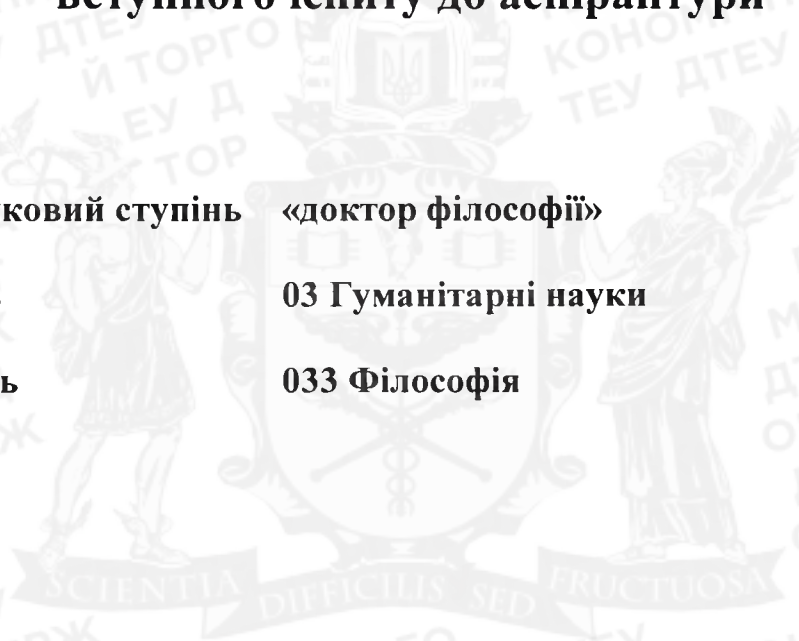 вступного іспиту до аспірантури
ковий ступінь «доктор філософії»
03 Гуманітарні науки
ь 033 Філософія
SCIENTIA DIFFICILIS SED FRUCTUOSA